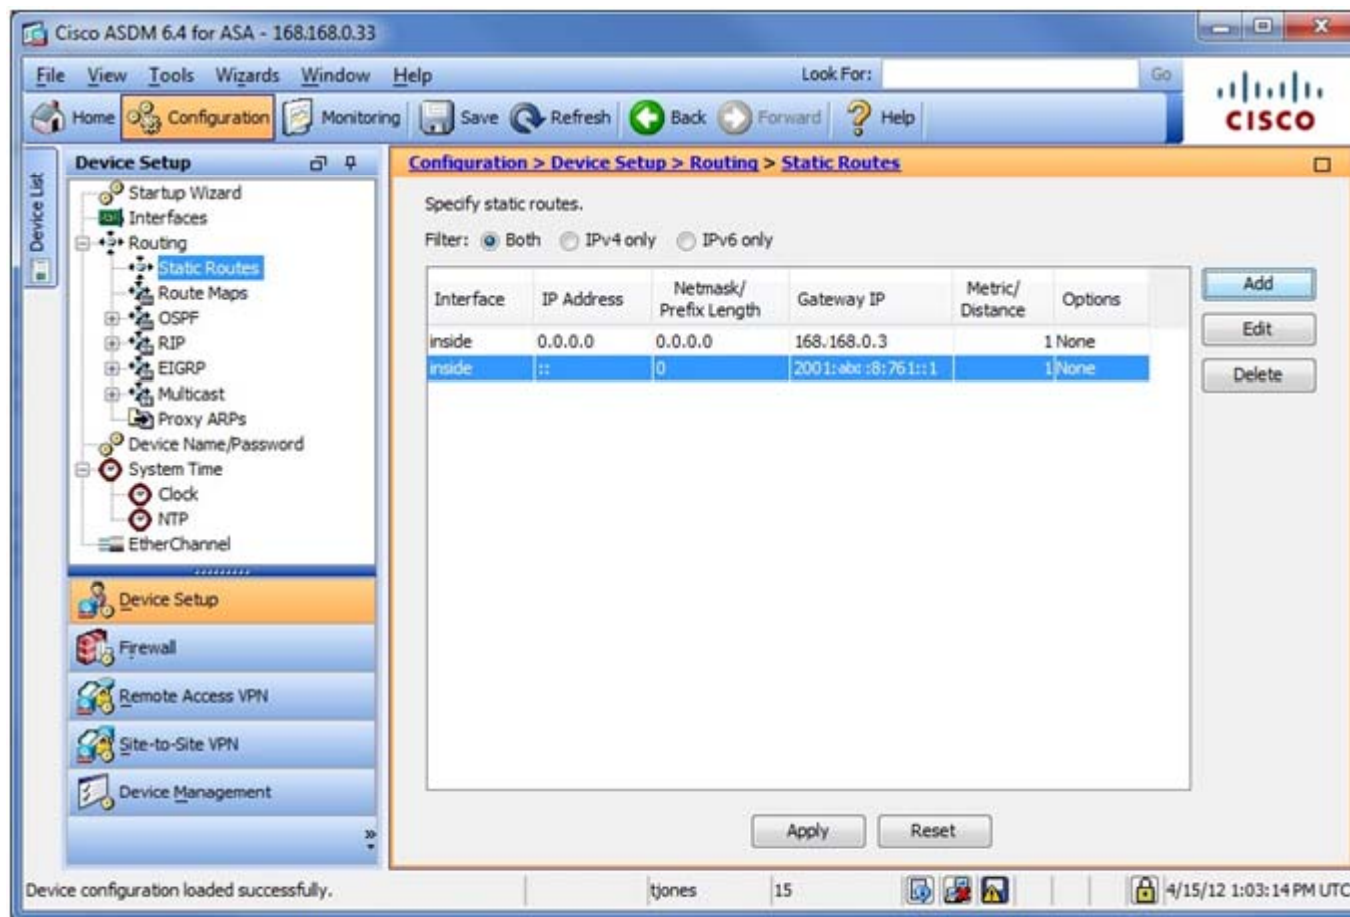 Cisco ASDM 6.4 for ASA - 168.168.0.33
File View Tools Wizards Window Help Look For: Go
Home Configuration Monitoring Save Refresh Back Forward Help
CISCO
Device List
Device Setup
Startup Wizard
Interfaces
Routing
Static Routes
Route Maps
OSPF
RIP
EIGRP
Multicast
Proxy ARPs
Device Name/Password
System Time
Clock
NTP
EtherChannel
Device Setup
Firewall
Remote Access VPN
Site-to-Site VPN
Device Management
Configuration > Device Setup > Routing > Static Routes
Specify static routes.
Filter: Both IPv4 only IPv6 only
Interface IP Address Netmask/ Prefix Length Gateway IP Metric/ Distance Options
inside 0.0.0.0 0.0.0.0 168.168.0.3 1 None
inside :: 0 2001:abc:8:761::1 1 None
Add
Edit
Delete
Apply Reset
Device configuration loaded successfully. tjones 15 4/15/12 1:03:14 PM UTC